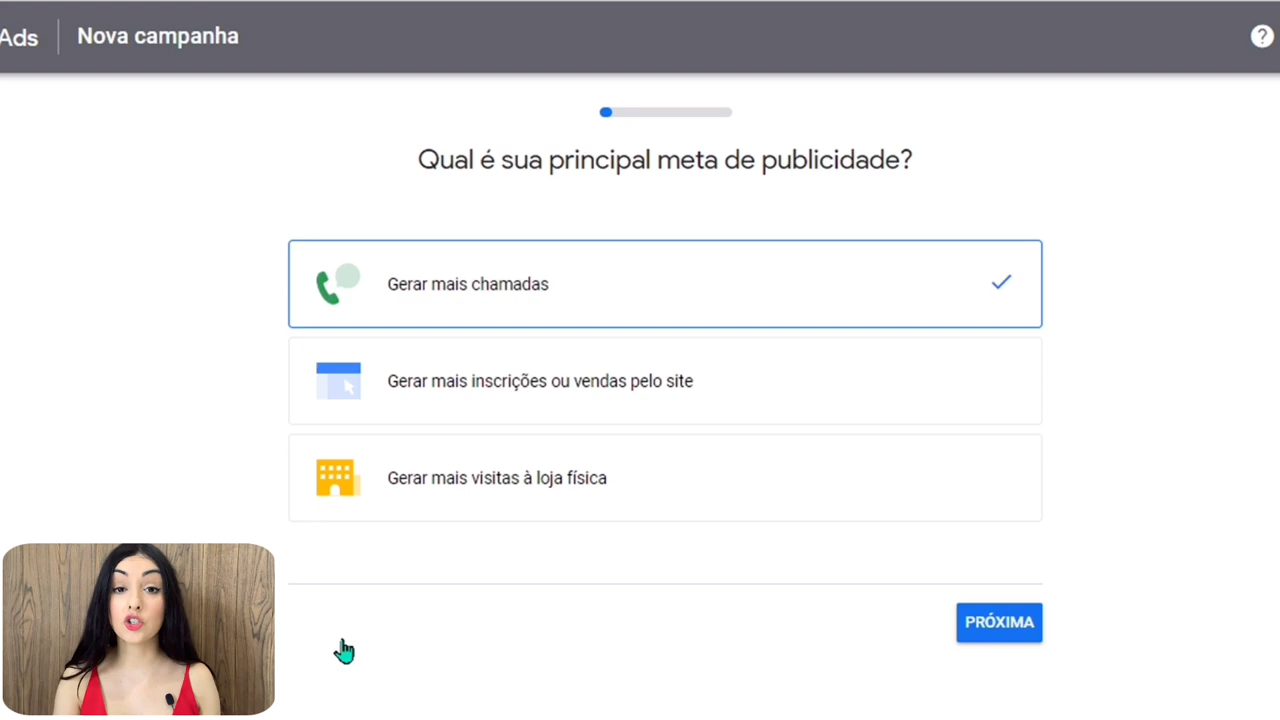 Ads
Nova campanha
?
Qual é sua principal meta de publicidade?
Gerar mais chamadas
Gerar mais inscrições ou vendas pelo site
Gerar mais visitas à loja física
PRÓXIMA